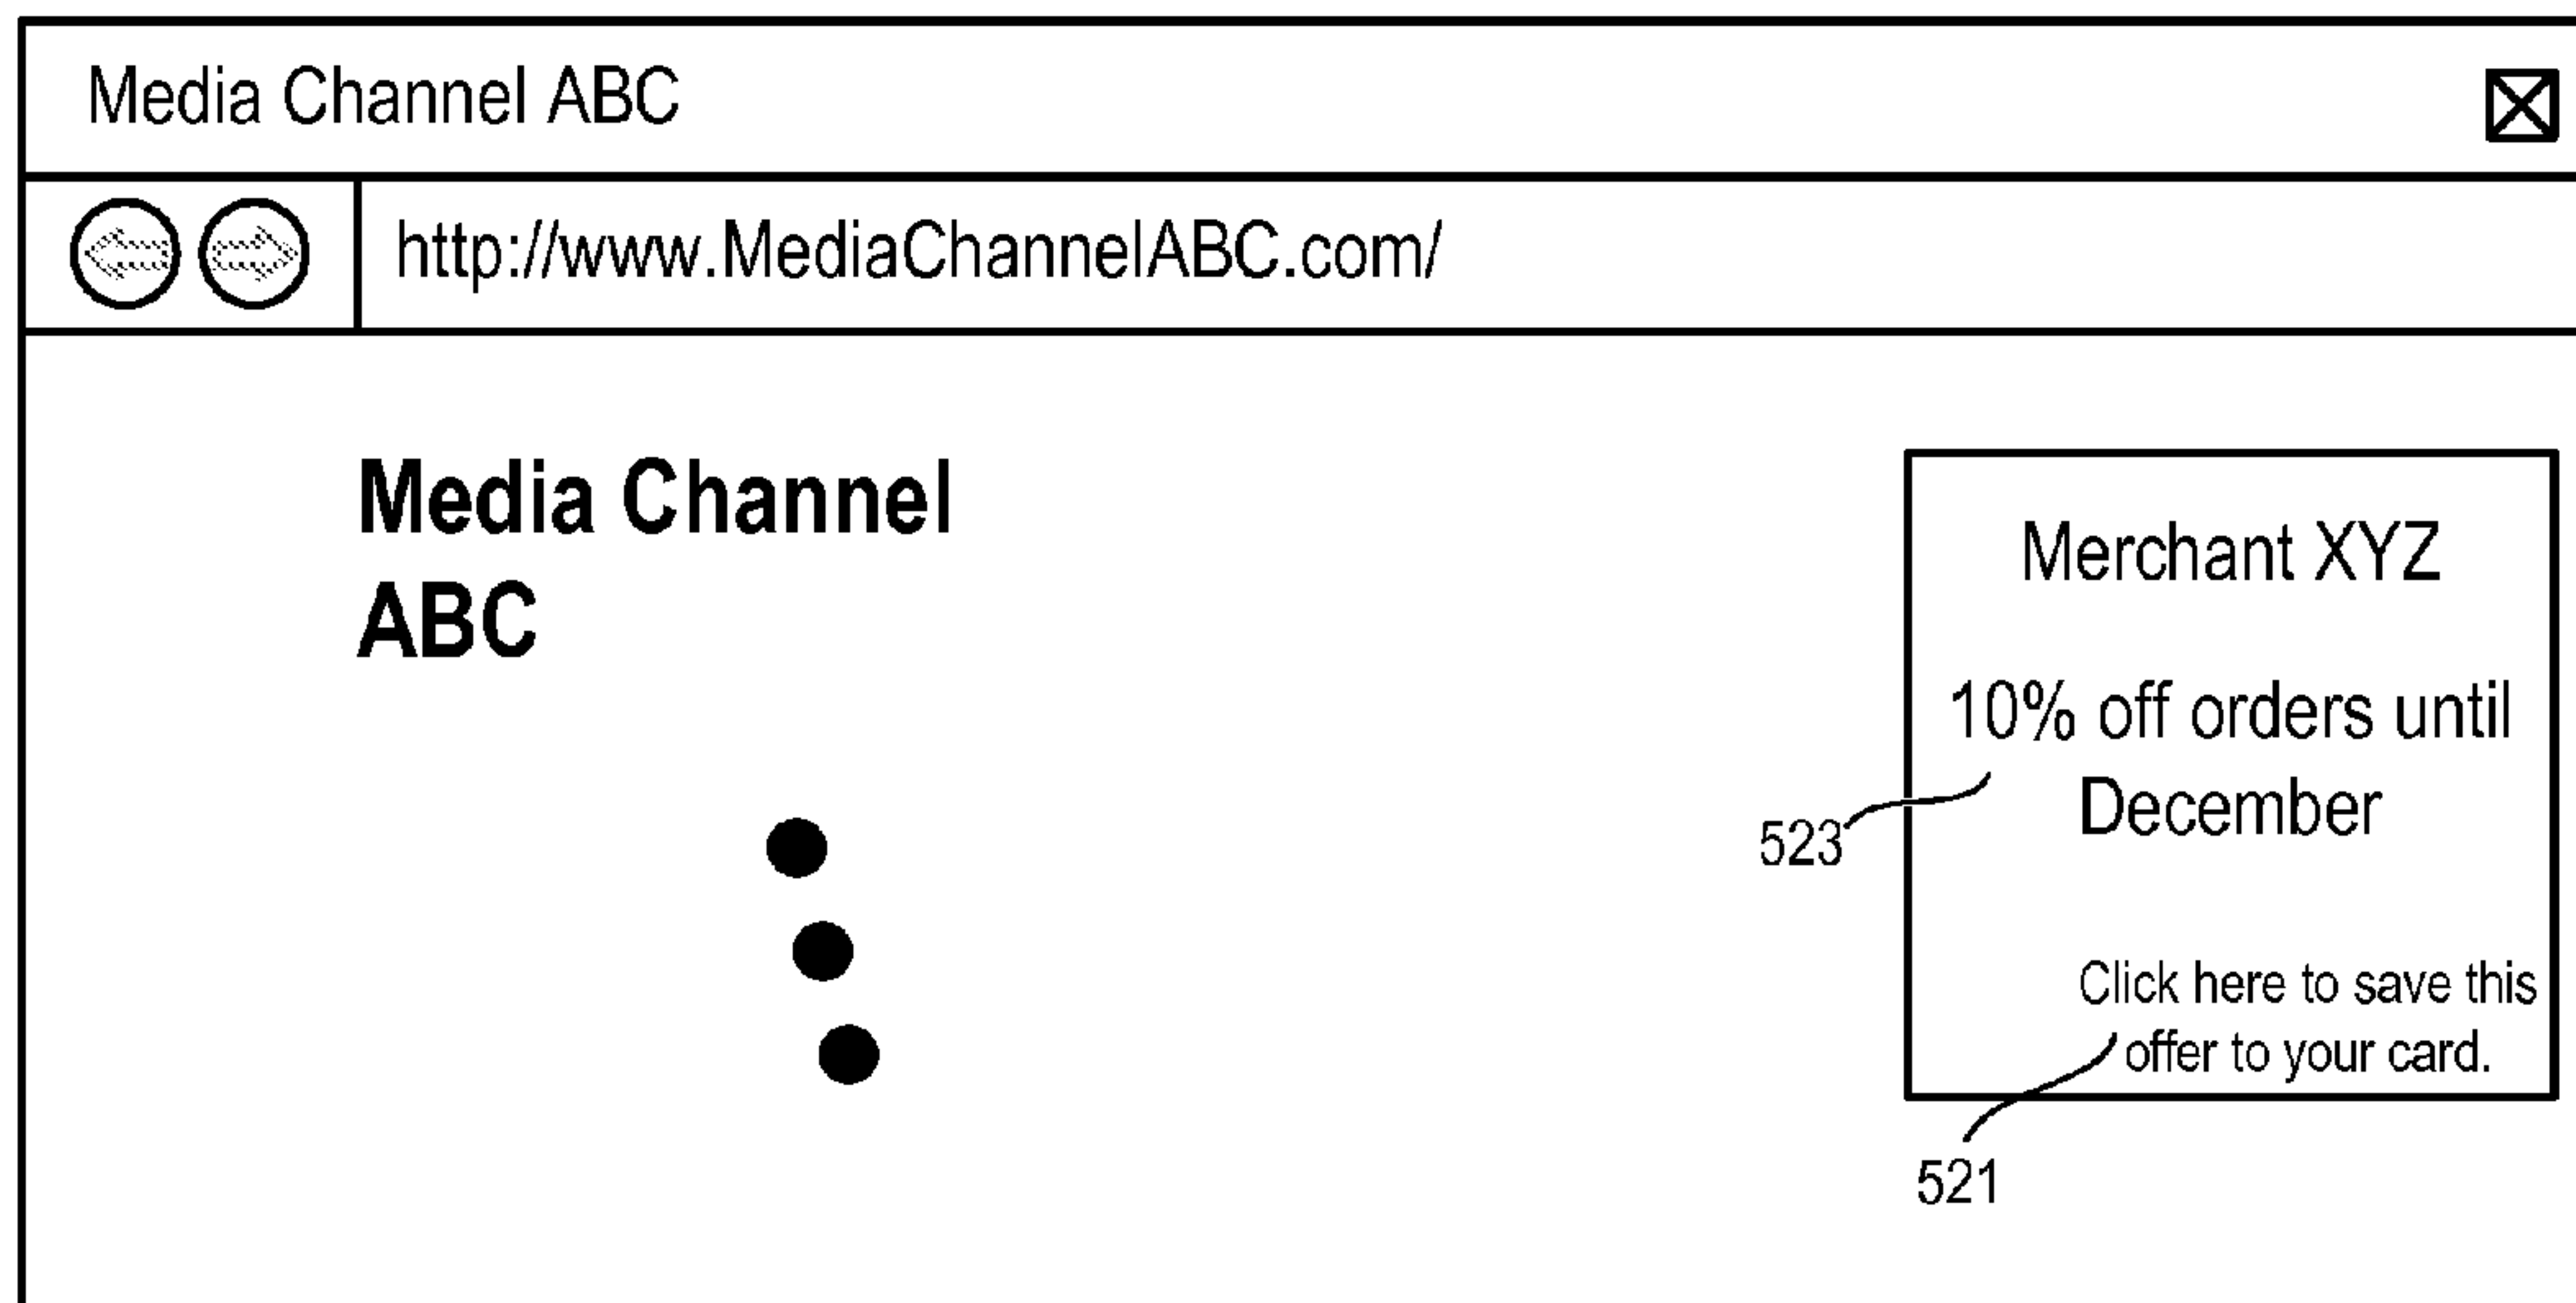 Media Channel ABC
http://www.MediaChannelABC.com/
Media Channel
ABC
Merchant XYZ
10% off orders until
December
523
Click here to save this
offer to your card.
521